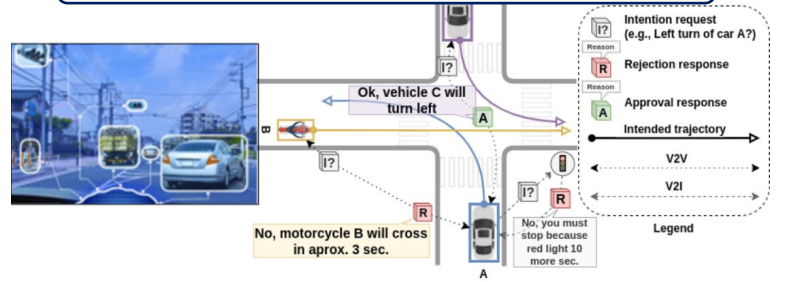 I?
Ok, vehicle C will
turn left
A
B
I?
R
No, motorcycle B will cross
in aprox. 3 sec.
A
I?
R
No, you must
stop because
red light 10
more sec.
I?
Intention request
(e.g., Left turn of car A?)
Reason
R
Rejection response
Reason
A
Approval response
Intended trajectory
V2V
V2I
Legend